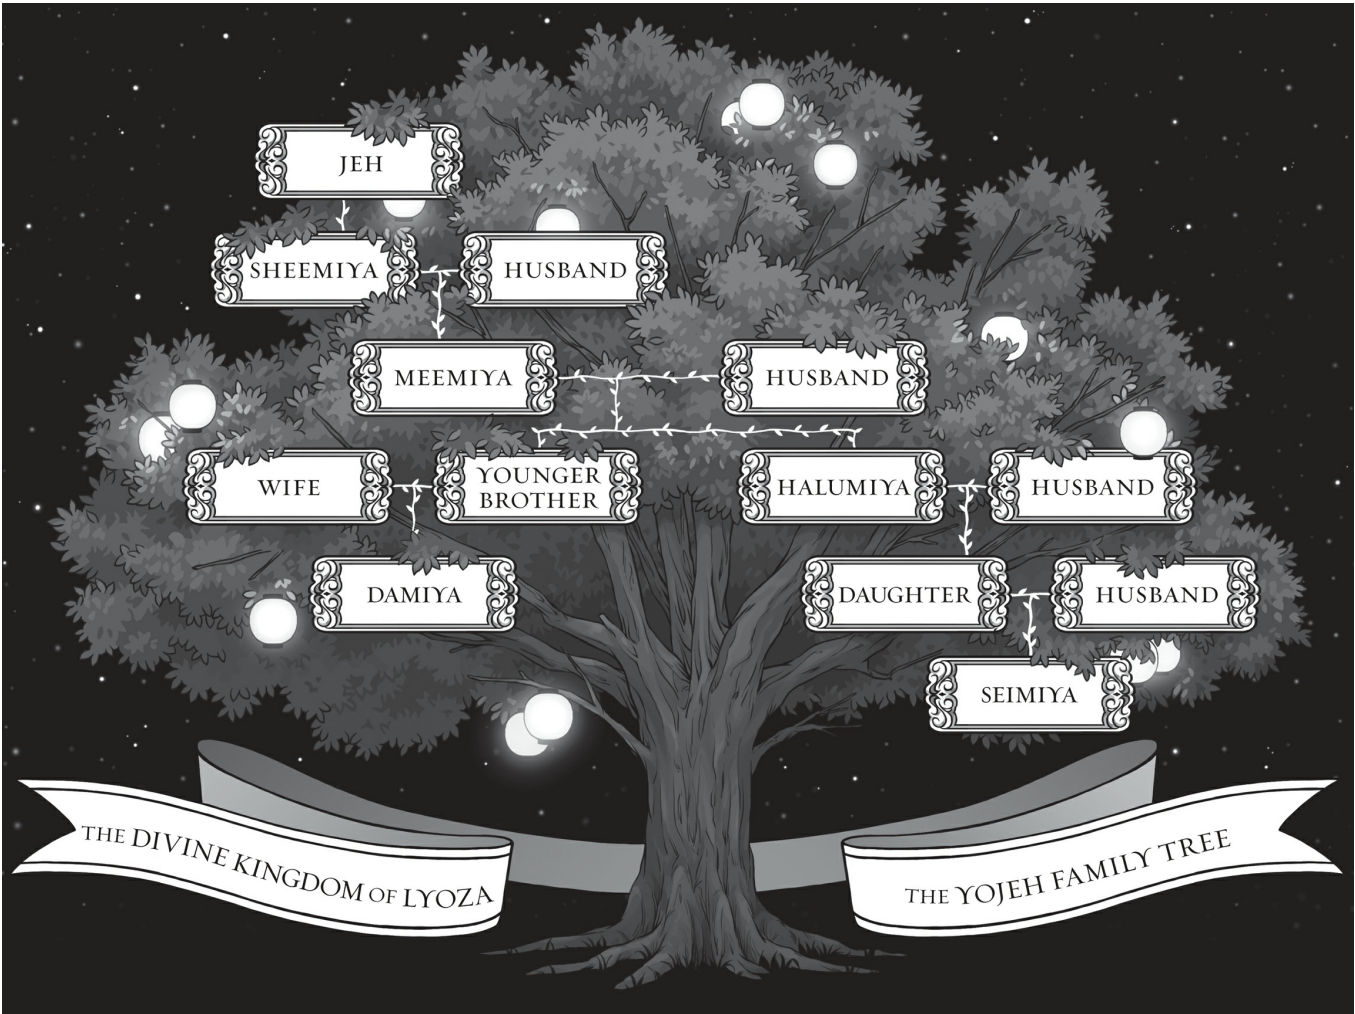 JEH
SHEEMIYA
HUSBAND
MEEMIYA
HUSBAND
WIFE
YOUNGER
BROTHER
HALUMIYA
HUSBAND
DAMIYA
DAUGHTER
HUSBAND
SEIMIYA
THE DIVINE KINGDOM OF LYOZA
THE YOJEH FAMILY TREE